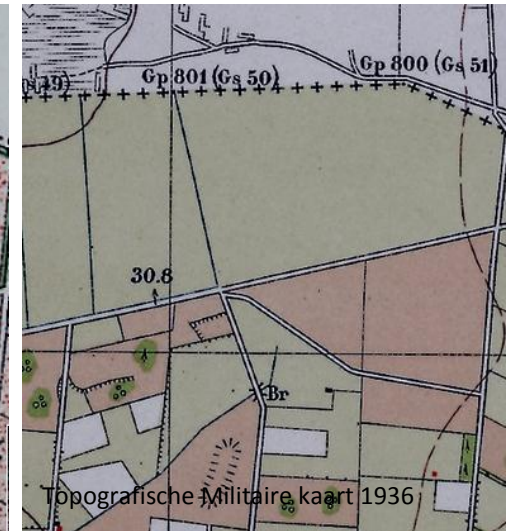 Gp 800 (Gs 51)
Gp 801 (Gs 50)
49)
30.8
Br
Topografische Militaire kaart 1936